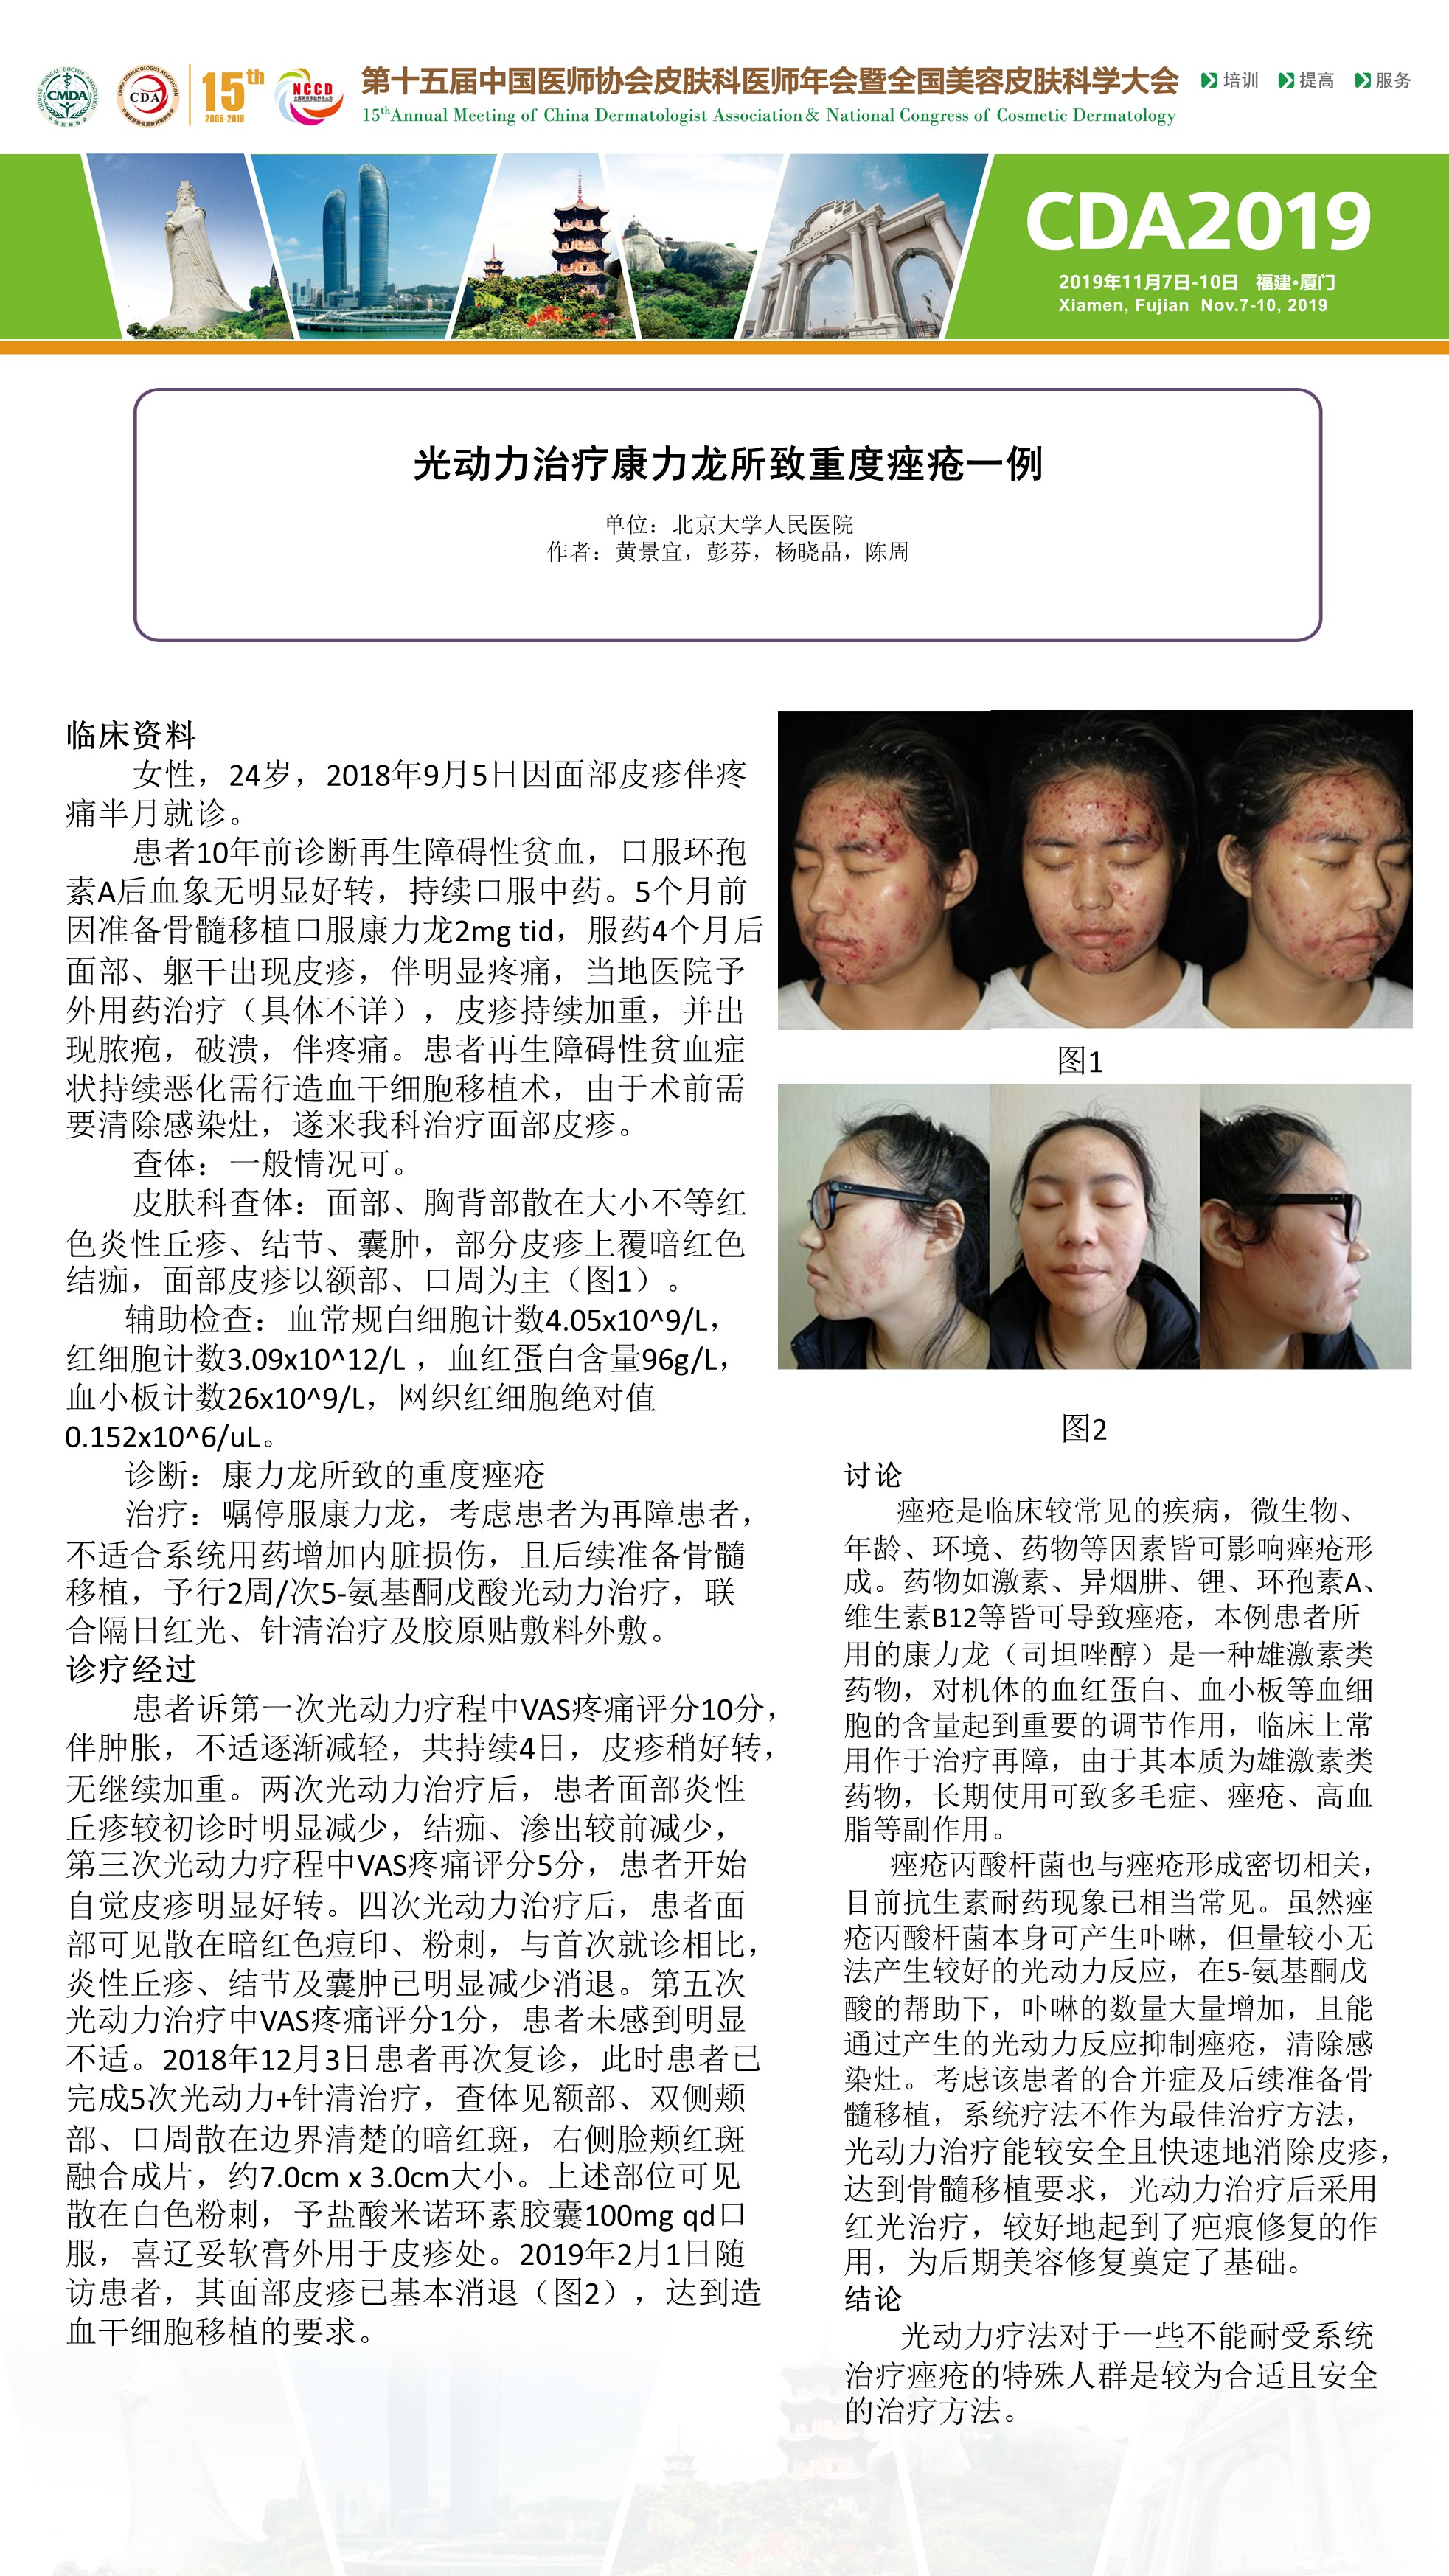 CHINESE MEDICAL DOCTOR ASSOCIATION
CMDA
中国医师协会
CHINA DERMATOLOGIST ASSOCIATION
CDA
15th
2005-2019
NCCD
第十五届中国医师协会皮肤科医师年会暨全国美容皮肤科学大会
15thAnnual Meeting of China Dermatologist Association& National Congress of Cosmetic Dermatology
培训 提高 服务
CDA2019
2019年11月7日-10日 福建·厦门
Xiamen, Fujian Nov.7-10, 2019
光动力治疗康力龙所致重度痤疮一例
单位：北京大学人民医院
作者：黄景宜，彭芬，杨晓晶，陈周
临床资料
女性，24岁，2018年9月5日因面部皮疹伴疼
痛半月就诊。
患者10年前诊断再生障碍性贫血，口服环孢
素A后血象无明显好转，持续口服中药。5个月前
因准备骨髓移植口服康力龙2mg tid，服药4个月后
面部、躯干出现皮疹，伴明显疼痛，当地医院予
外用药治疗（具体不详），皮疹持续加重，并出
现脓疱，破溃，伴疼痛。患者再生障碍性贫血症
状持续恶化需行造血干细胞移植术，由于术前需
要清除感染灶，遂来我科治疗面部皮疹。
查体：一般情况可。
皮肤科查体：面部、胸背部散在大小不等红
色炎性丘疹、结节、囊肿，部分皮疹上覆暗红色
结痂，面部皮疹以额部、口周为主（图1）。
辅助检查：血常规白细胞计数4.05x10^9/L，
红细胞计数3.09x10^12/L ，血红蛋白含量96g/L，
血小板计数26x10^9/L，网织红细胞绝对值
0.152x10^6/uL。
诊断：康力龙所致的重度痤疮
治疗：嘱停服康力龙，考虑患者为再障患者，
不适合系统用药增加内脏损伤，且后续准备骨髓
移植，予行2周/次5-氨基酮戊酸光动力治疗，联
合隔日红光、针清治疗及胶原贴敷料外敷。
诊疗经过
患者诉第一次光动力疗程中VAS疼痛评分10分，
伴肿胀，不适逐渐减轻，共持续4日，皮疹稍好转，
无继续加重。两次光动力治疗后，患者面部炎性
丘疹较初诊时明显减少，结痂、渗出较前减少，
第三次光动力疗程中VAS疼痛评分5分，患者开始
自觉皮疹明显好转。四次光动力治疗后，患者面
部可见散在暗红色痘印、粉刺，与首次就诊相比，
炎性丘疹、结节及囊肿已明显减少消退。第五次
光动力治疗中VAS疼痛评分1分，患者未感到明显
不适。2018年12月3日患者再次复诊，此时患者已
完成5次光动力+针清治疗，查体见额部、双侧颊
部、口周散在边界清楚的暗红斑，右侧脸颊红斑
融合成片，约7.0cm x 3.0cm大小。上述部位可见
散在白色粉刺，予盐酸米诺环素胶囊100mg qd口
服，喜辽妥软膏外用于皮疹处。2019年2月1日随
访患者，其面部皮疹已基本消退（图2），达到造
血干细胞移植的要求。
图1
图2
讨论
痤疮是临床较常见的疾病，微生物、
年龄、环境、药物等因素皆可影响痤疮形
成。药物如激素、异烟肼、锂、环孢素A、
维生素B12等皆可导致痤疮，本例患者所
用的康力龙（司坦唑醇）是一种雄激素类
药物，对机体的血红蛋白、血小板等血细
胞的含量起到重要的调节作用，临床上常
用作于治疗再障，由于其本质为雄激素类
药物，长期使用可致多毛症、痤疮、高血
脂等副作用。
痤疮丙酸杆菌也与痤疮形成密切相关，
目前抗生素耐药现象已相当常见。虽然痤
疮丙酸杆菌本身可产生卟啉，但量较小无
法产生较好的光动力反应，在5-氨基酮戊
酸的帮助下，卟啉的数量大量增加，且能
通过产生的光动力反应抑制痤疮，清除感
染灶。考虑该患者的合并症及后续准备骨
髓移植，系统疗法不作为最佳治疗方法，
光动力治疗能较安全且快速地消除皮疹，
达到骨髓移植要求，光动力治疗后采用
红光治疗，较好地起到了疤痕修复的作
用，为后期美容修复奠定了基础。
结论
光动力疗法对于一些不能耐受系统
治疗痤疮的特殊人群是较为合适且安全
的治疗方法。